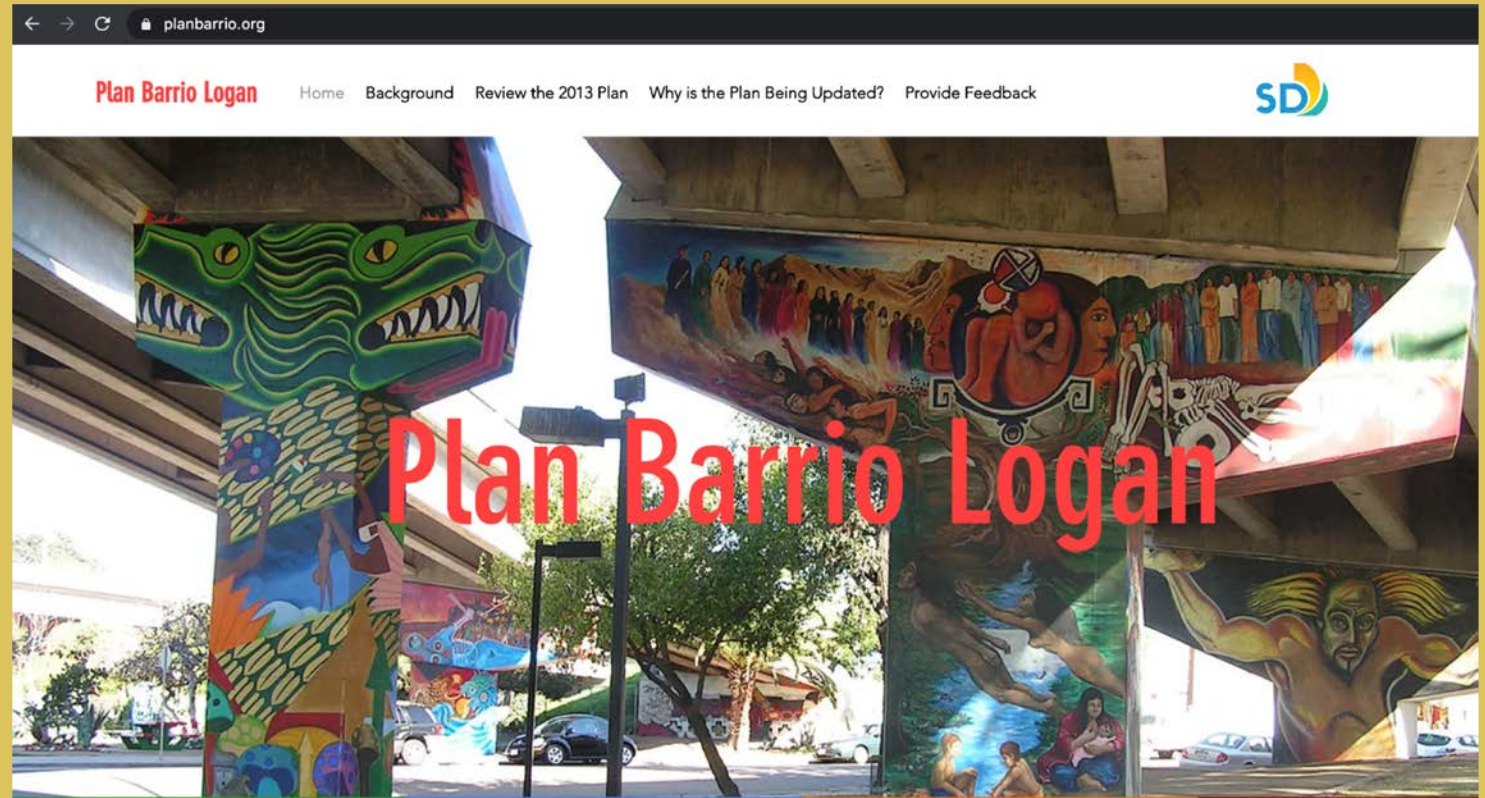 planbarrio.org
Plan Barrio Logan Home Background Review the 2013 Plan Why is the Plan Being Updated? Provide Feedback SD
Plan Barrio Logan